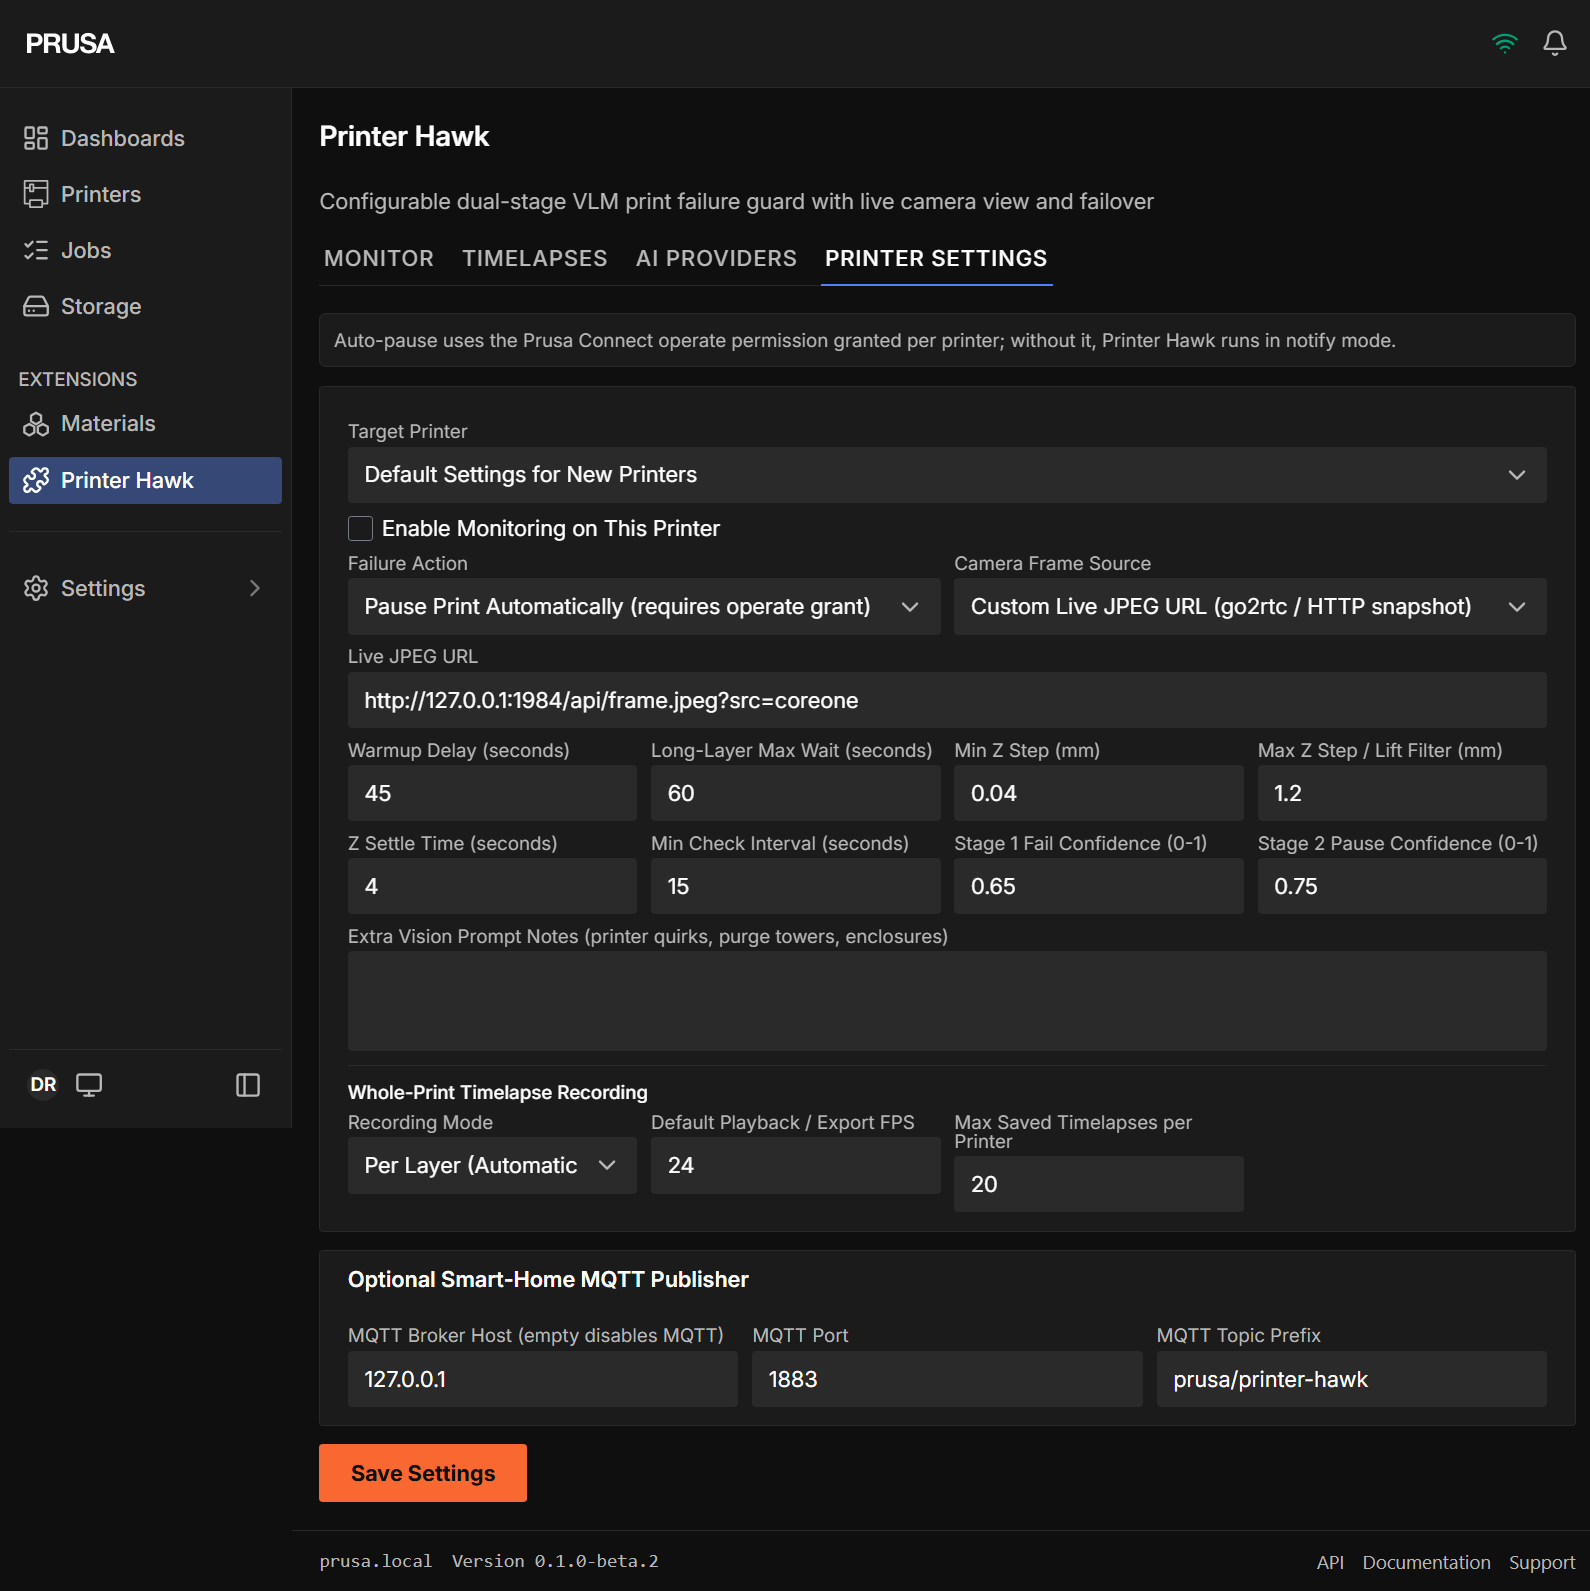 PRUSA
Dashboards
Printers
Jobs
Storage
EXTENSIONS
Materials
Printer Hawk
Settings
DR
Printer Hawk
Configurable dual-stage VLM print failure guard with live camera view and failover
MONITOR TIMELAPSES AI PROVIDERS PRINTER SETTINGS
Auto-pause uses the Prusa Connect operate permission granted per printer; without it, Printer Hawk runs in notify mode.
Target Printer
Default Settings for New Printers
Enable Monitoring on This Printer
Failure Action Camera Frame Source
Pause Print Automatically (requires operate grant) Custom Live JPEG URL (go2rtc / HTTP snapshot)
Live JPEG URL
http://127.0.0.1:1984/api/frame.jpeg?src=coreone
Warmup Delay (seconds) Long-Layer Max Wait (seconds) Min Z Step (mm) Max Z Step / Lift Filter (mm)
45 60 0.04 1.2
Z Settle Time (seconds) Min Check Interval (seconds) Stage 1 Fail Confidence (0-1) Stage 2 Pause Confidence (0-1)
4 15 0.65 0.75
Extra Vision Prompt Notes (printer quirks, purge towers, enclosures)
Whole-Print Timelapse Recording
Recording Mode Default Playback / Export FPS Max Saved Timelapses per
Printer
Per Layer (Automatic 24 20
Optional Smart-Home MQTT Publisher
MQTT Broker Host (empty disables MQTT) MQTT Port MQTT Topic Prefix
127.0.0.1 1883 prusa/printer-hawk
Save Settings
prusa.local Version 0.1.0-beta.2 API Documentation Support